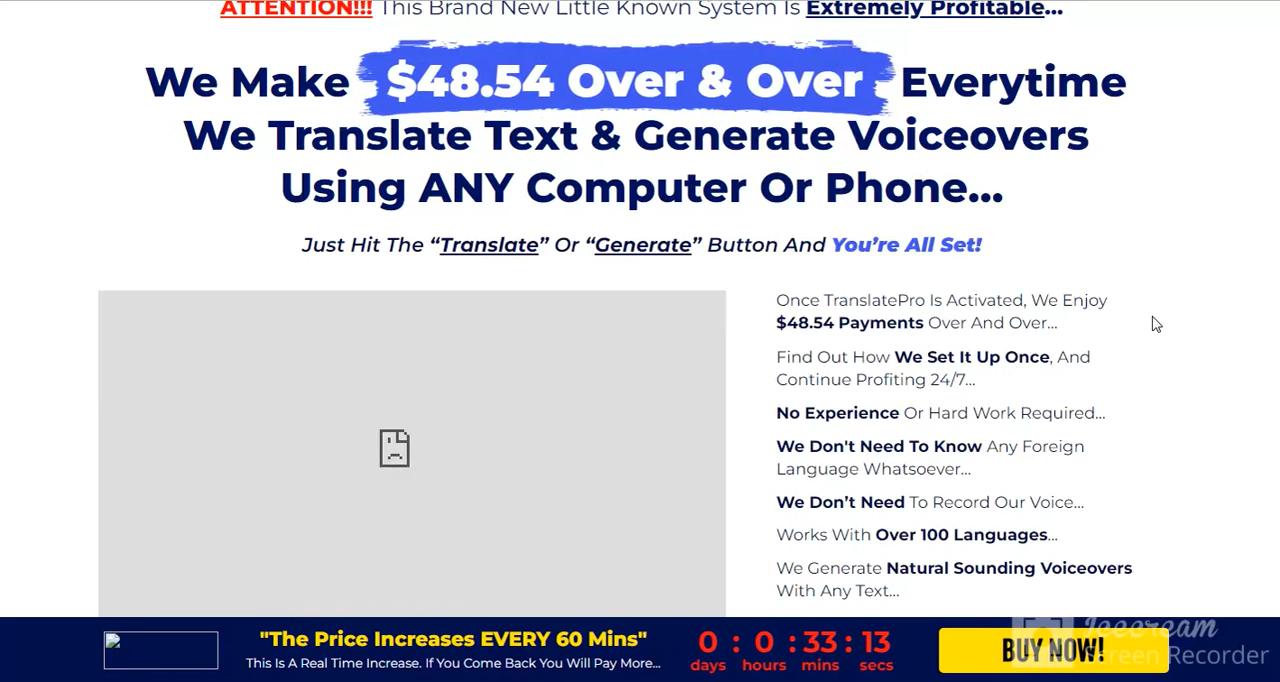 ATTENTION!!! This Brand New Little Known System Is Extremely Profitable...
We Make $48.54 Over & Over Everytime
We Translate Text & Generate Voiceovers
Using ANY Computer Or Phone...
Just Hit The “Translate” Or “Generate” Button And You’re All Set!
Once TranslatePro Is Activated, We Enjoy
$48.54 Payments Over And Over...
Find Out How We Set It Up Once, And
Continue Profiting 24/7...
No Experience Or Hard Work Required...
We Don't Need To Know Any Foreign
Language Whatsoever...
We Don’t Need To Record Our Voice...
Works With Over 100 Languages...
We Generate Natural Sounding Voiceovers
With Any Text...
"The Price Increases EVERY 60 Mins"
This Is A Real Time Increase. If You Come Back You Will Pay More...
0 : 0 : 33 : 13
days hours mins secs
BUY NOW!
Icecream
Screen Recorder